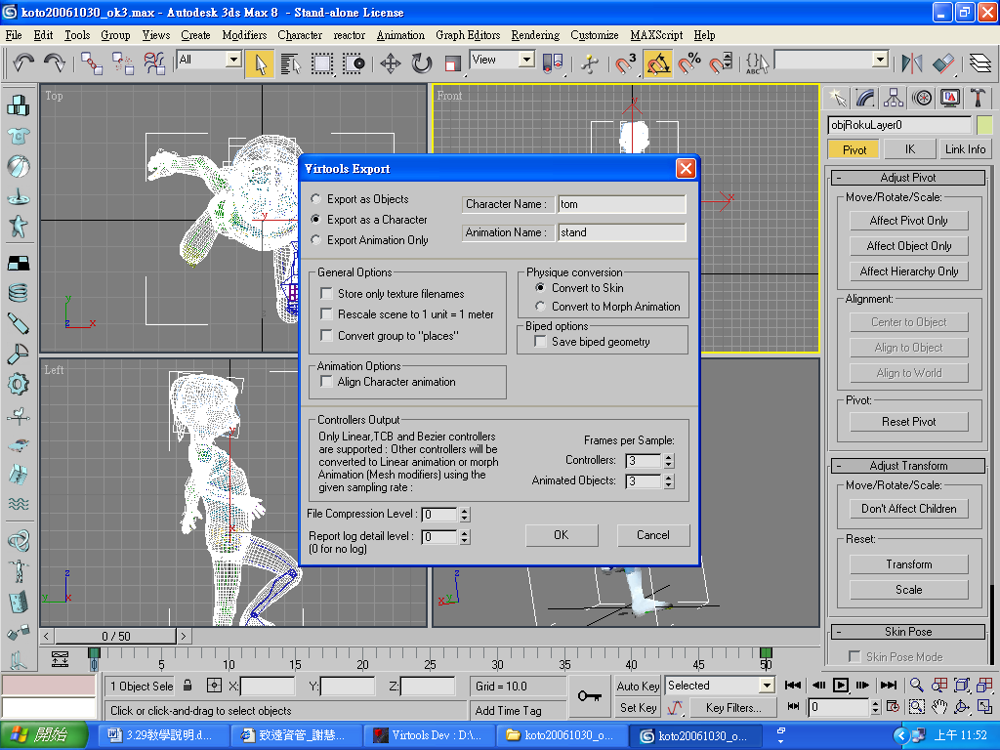 koto20061030_ok3.max - Autodesk 3ds Max 8 - Stand-alone License
File Edit Tools Group Views Create Modifiers Character reactor Animation Graph Editors Rendering Customize MAXScript Help
All
View
3
%
ABC
Top
Front
Left
y
x
z
objRokuLayer0
Pivot IK Link Info
- Adjust Pivot
Move/Rotate/Scale:
Affect Pivot Only
Affect Object Only
Affect Hierarchy Only
Alignment:
Center to Object
Align to Object
Align to World
Pivot:
Reset Pivot
- Adjust Transform
Move/Rotate/Scale:
Don't Affect Children
Reset:
Transform
Scale
- Skin Pose
Skin Pose Mode
Virtools Export
Export as Objects
Export as a Character
Export Animation Only
Character Name : tom
Animation Name : stand
General Options
Store only texture filenames
Rescale scene to 1 unit = 1 meter
Convert group to "places"
Physique conversion
Convert to Skin
Convert to Morph Animation
Biped options
Save biped geometry
Animation Options
Align Character animation
Controllers Output
Only Linear,TCB and Bezier controllers
are supported : Other controllers will be
converted to Linear animation or morph
Animation (Mesh modifiers) using the
given sampling rate :
Frames per Sample:
Controllers: 3
Animated Objects: 3
File Compression Level : 0
Report log detail level : 0
(0 for no log)
OK Cancel
< 0 / 50 >
0 5 10 15 20 25 30 35 40 45 50
1 Object Sele X: Y: Z: Grid = 10.0
Click or click-and-drag to select objects
Add Time Tag
Auto Key Selected
Set Key Key Filters...
0
開始
3.29教學說明.d...
致遠資管_謝慧...
Virtools Dev : D:\...
koto20061030_o...
koto20061030_o...
上午 11:52